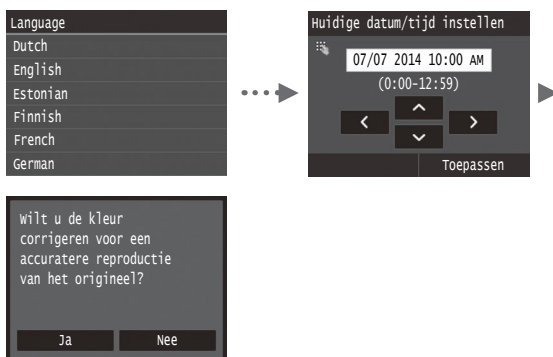 Language
Dutch
English
Estonian
Finnish
French
German
Huidige datum/tijd instellen
07/07 2014 10:00 AM
(0:00-12:59)
Toepassen
Wilt u de kleur
corrigeren voor een
accuratere reproductie
van het origineel?
Ja Nee